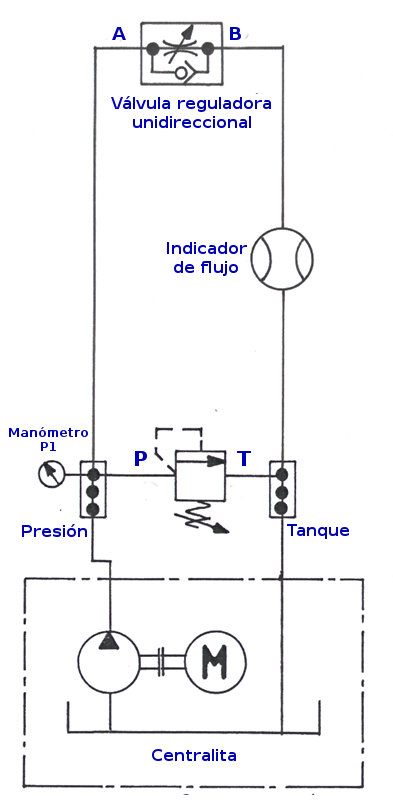 A
B
Válvula reguladora
unidireccional
Indicador
de flujo
Manómetro
P1
P
T
Presión
Tanque
M
Centralita